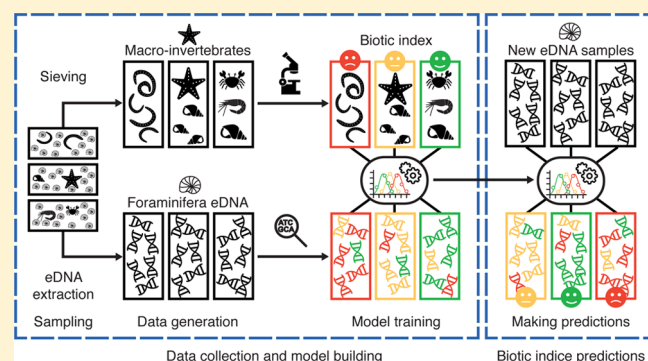 Macro-invertebrates
Biotic index
New eDNA samples
Sieving
Foraminifera eDNA
ATC
GCA
eDNA
extraction
Sampling
Data generation
Model training
Making predictions
Data collection and model building
Biotic indice predictions